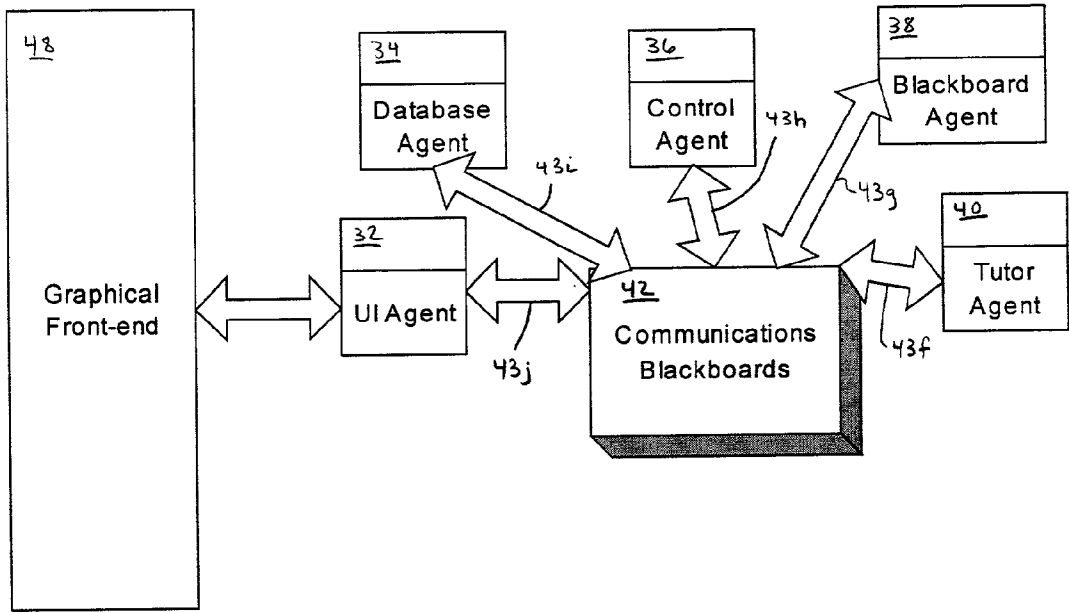 48
Graphical
Front-end
34
Database
Agent
36
Control
Agent
38
Blackboard
Agent
43h
43i
43g
32
UI Agent
40
Tutor
Agent
42
Communications
Blackboards
43j
43f